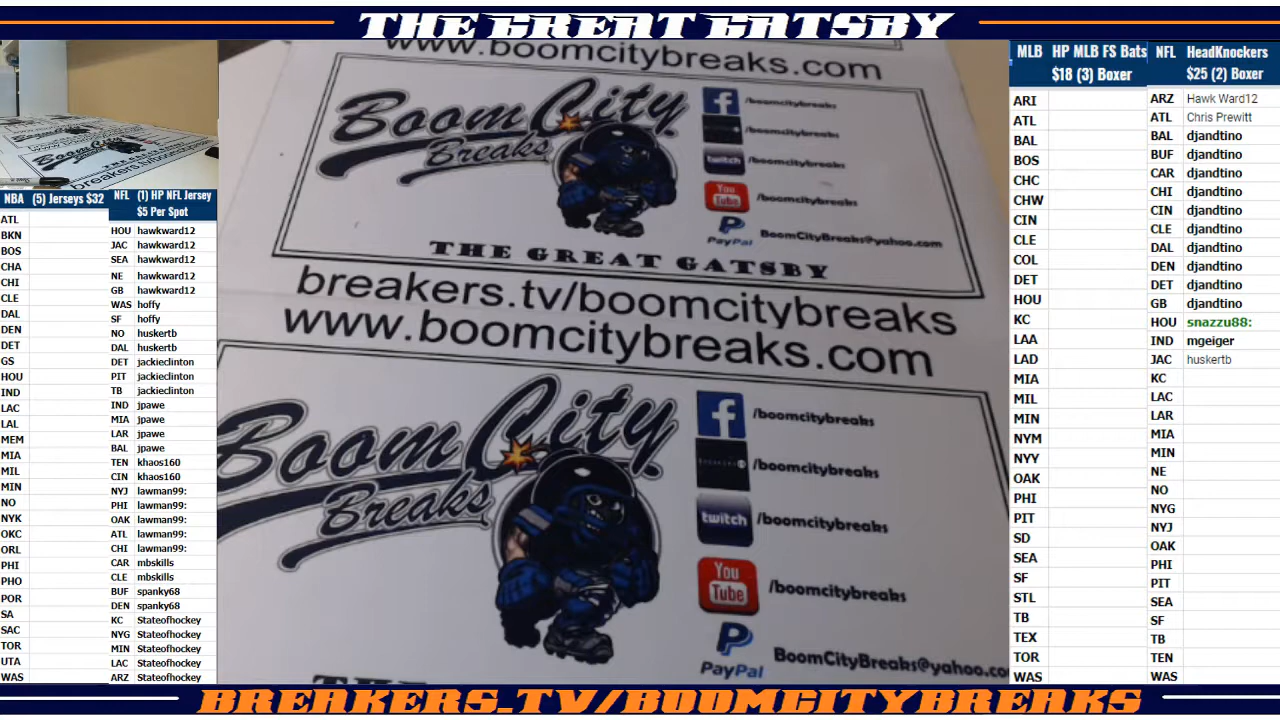 THE GREAT GATSBY
www.boomcitybreaks.com
Boom City
Breaks
/boomcitybreaks
/boomcitybreaks
twitch /boomcitybreaks
You Tube /boomcitybreaks
PayPal BoomCityBreaks@yahoo.com
THE GREAT GATSBY
breakers.tv/boomcitybreaks
www.boomcitybreaks.com
Boom City
Breaks
/boomcitybreaks
/boomcitybreaks
twitch /boomcitybreaks
You Tube /boomcitybreaks
PayPal BoomCityBreaks@yahoo.co
NBA (5) Jerseys $32
ATL
BKN
BOS
CHA
CHI
CLE
DAL
DEN
DET
GS
HOU
IND
LAC
LAL
MEM
MIA
MIL
MIN
NO
NYK
OKC
ORL
PHI
PHO
POR
SA
SAC
TOR
UTA
WAS
NFL (1) HP NFL Jersey
$5 Per Spot
HOU hawkward12
JAC hawkward12
SEA hawkward12
NE hawkward12
GB hawkward12
WAS hoffy
SF hoffy
NO huskertb
DAL huskertb
DET jackieclinton
PIT jackieclinton
TB jackieclinton
IND jpawe
MIA jpawe
LAR jpawe
BAL jpawe
TEN khaos160
CIN khaos160
NYJ lawman99:
PHI lawman99:
OAK lawman99:
ATL lawman99:
CHI lawman99:
CAR mbskills
CLE mbskills
BUF spanky68
DEN spanky68
KC Stateofhockey
NYG Stateofhockey
MIN Stateofhockey
LAC Stateofhockey
ARZ Stateofhockey
MLB HP MLB FS Bats
$18 (3) Boxer
ARI
ATL
BAL
BOS
CHC
CHW
CIN
CLE
COL
DET
HOU
KC
LAA
LAD
MIA
MIL
MIN
NYM
NYY
OAK
PHI
PIT
SD
SEA
SF
STL
TB
TEX
TOR
WAS
NFL HeadKnockers
$25 (2) Boxer
ARZ Hawk Ward12
ATL Chris Prewitt
BAL djandtino
BUF djandtino
CAR djandtino
CHI djandtino
CIN djandtino
CLE djandtino
DAL djandtino
DEN djandtino
DET djandtino
GB djandtino
HOU snazzu88:
IND mgeiger
JAC huskertb
KC
LAC
LAR
MIA
MIN
NE
NO
NYG
NYJ
OAK
PHI
PIT
SEA
SF
TB
TEN
WAS
BREAKERS.TV/BOOMCITYBREAKS